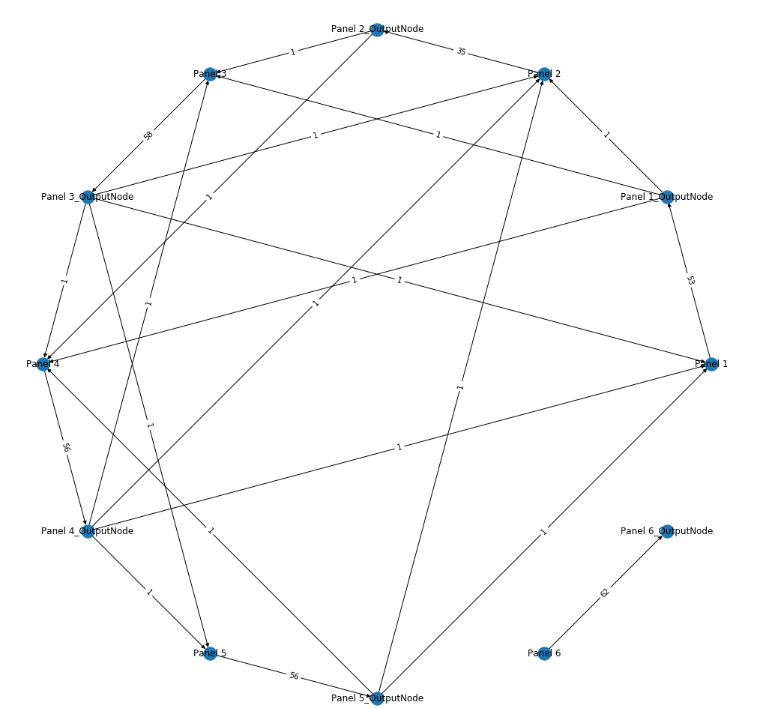 Panel 2_OutputNode
1
35
Panel 3
Panel 2
58
1
1
1
Panel 3_OutputNode
1
Panel 1_OutputNode
1
1
1
53
1
1
Panel 4
Panel 1
1
1
56
1
Panel 4_OutputNode
1
1
Panel 6_OutputNode
1
62
Panel 5
Panel 6
56
Panel 5_OutputNode